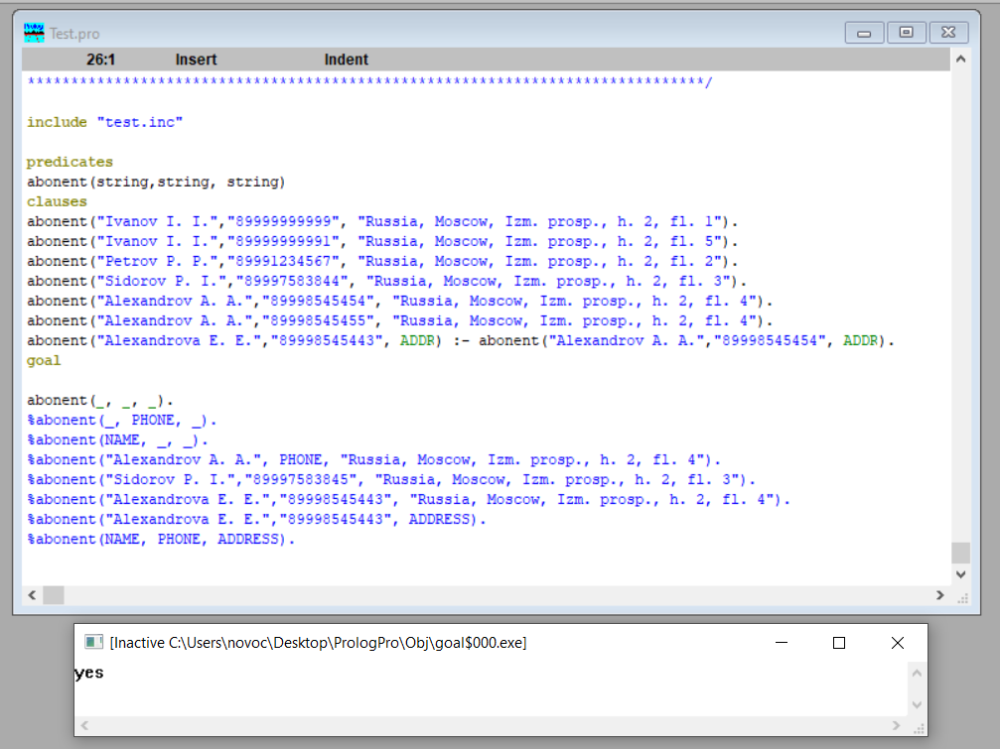 Test.pro
26:1 Insert Indent
******************************************************************************/
include "test.inc"
predicates
abonent(string,string, string)
clauses
abonent("Ivanov I. I.","89999999999", "Russia, Moscow, Izm. prosp., h. 2, fl. 1").
abonent("Ivanov I. I.","89999999991", "Russia, Moscow, Izm. prosp., h. 2, fl. 5").
abonent("Petrov P. P.","89991234567", "Russia, Moscow, Izm. prosp., h. 2, fl. 2").
abonent("Sidorov P. I.","89997583844", "Russia, Moscow, Izm. prosp., h. 2, fl. 3").
abonent("Alexandrov A. A.","89998545454", "Russia, Moscow, Izm. prosp., h. 2, fl. 4").
abonent("Alexandrov A. A.","89998545455", "Russia, Moscow, Izm. prosp., h. 2, fl. 4").
abonent("Alexandrova E. E.","89998545443", ADDR) :- abonent("Alexandrov A. A.","89998545454", ADDR).
goal
abonent(_, _, _).
%abonent(_, PHONE, _).
%abonent(NAME, _, _).
%abonent("Alexandrov A. A.", PHONE, "Russia, Moscow, Izm. prosp., h. 2, fl. 4").
%abonent("Sidorov P. I.","89997583845", "Russia, Moscow, Izm. prosp., h. 2, fl. 3").
%abonent("Alexandrova E. E.","89998545443", "Russia, Moscow, Izm. prosp., h. 2, fl. 4").
%abonent("Alexandrova E. E.","89998545443", ADDRESS).
%abonent(NAME, PHONE, ADDRESS).
[Inactive C:\Users\novoc\Desktop\PrologPro\Obj\goal$000.exe]
yes